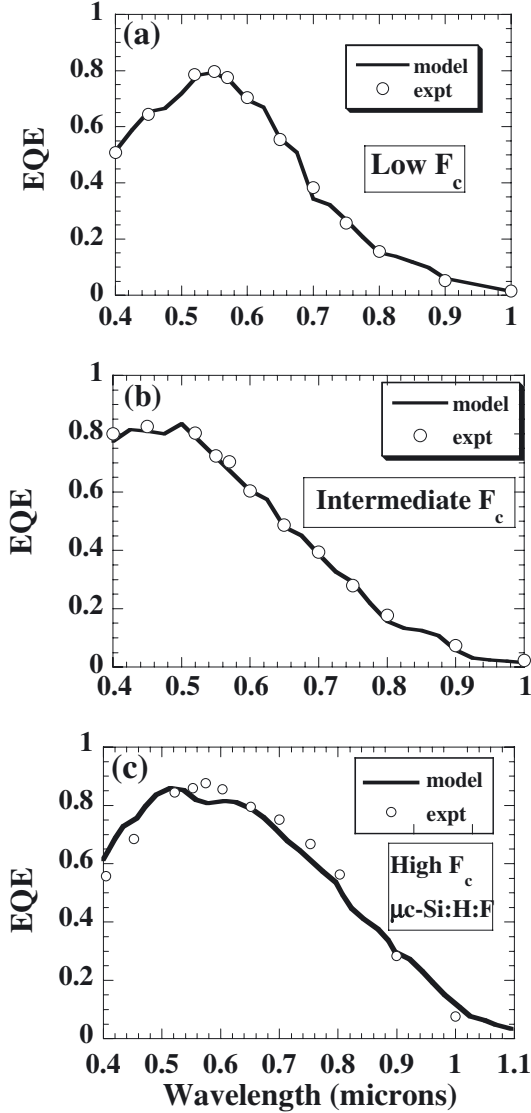 1
(a)
model
expt
0.8
0.6
Low Fc
EQE
0.4
0.2
0
0.4 0.5 0.6 0.7 0.8 0.9 1
1
(b)
model
expt
0.8
0.6
Intermediate Fc
EQE
0.4
0.2
0
0.4 0.5 0.6 0.7 0.8 0.9 1
1
(c)
model
expt
0.8
0.6
High Fc
μc-Si:H:F
EQE
0.4
0.2
0
0.4 0.5 0.6 0.7 0.8 0.9 1 1.1
Wavelength (microns)